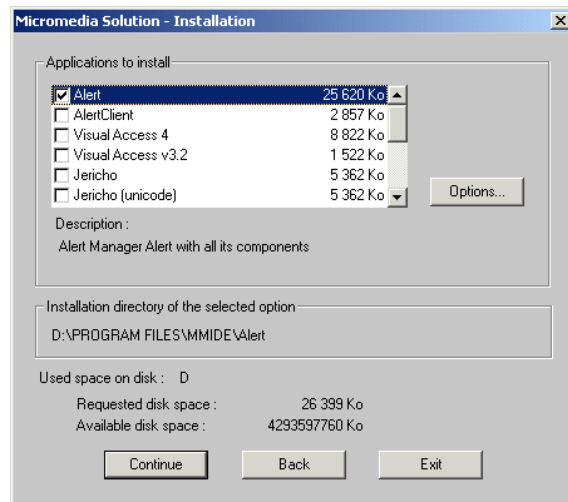 Micromedia Solution - Installation
Applications to install
Alert 25 620 Ko
AlertClient 2 857 Ko
Visual Access 4 8 822 Ko
Visual Access v3.2 1 522 Ko
Jericho 5 362 Ko
Jericho (unicode) 5 362 Ko
Options...
Description :
Alert Manager Alert with all its components
Installation directory of the selected option
D:\PROGRAM FILES\MMIDE\Alert
Used space on disk : D
Requested disk space : 26 399 Ko
Available disk space : 4293597760 Ko
Continue Back Exit